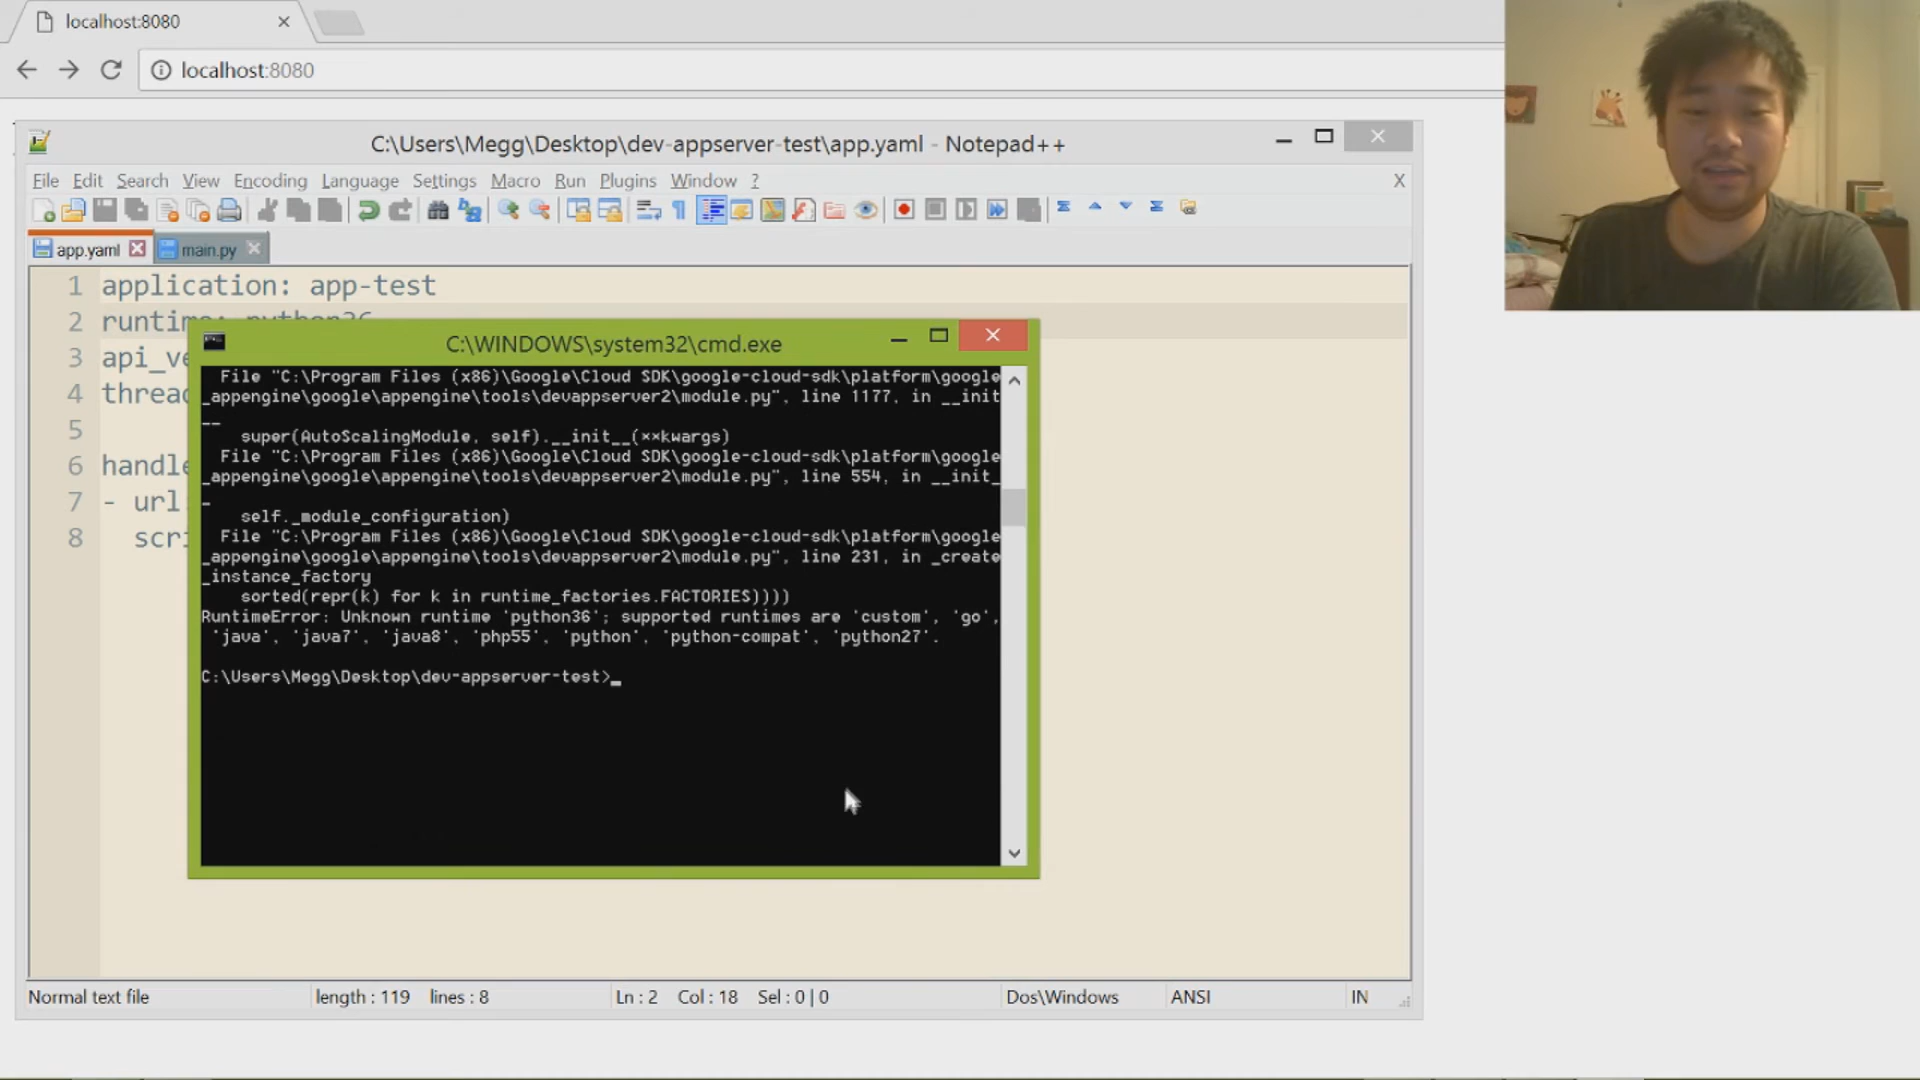 localhost:8080
localhost:8080
C:\Users\Megg\Desktop\dev-appserver-test\app.yaml - Notepad++
File Edit Search View Encoding Language Settings Macro Run Plugins Window ? X
app.yaml main.py
1 application: app-test
2 runtime: python36
3 api_ve
4 thread
5
6 handle
7 - url:
8 scri
C:\WINDOWS\system32\cmd.exe
File "C:\Program Files (x86)\Google\Cloud SDK\google-cloud-sdk\platform\google
_appengine\google\appengine\tools\devappserver2\module.py", line 1177, in __init
__
super(AutoScalingModule, self).__init__(**kwargs)
File "C:\Program Files (x86)\Google\Cloud SDK\google-cloud-sdk\platform\google
_appengine\google\appengine\tools\devappserver2\module.py", line 554, in __init_
_
self._module_configuration)
File "C:\Program Files (x86)\Google\Cloud SDK\google-cloud-sdk\platform\google
_appengine\google\appengine\tools\devappserver2\module.py", line 231, in _create
_instance_factory
sorted(repr(k) for k in runtime_factories.FACTORIES))))
RuntimeError: Unknown runtime 'python36'; supported runtimes are 'custom', 'go',
'java', 'java7', 'java8', 'php55', 'python', 'python-compat', 'python27'.
C:\Users\Megg\Desktop\dev-appserver-test>_
Normal text file length : 119 lines : 8 Ln : 2 Col : 18 Sel : 0 | 0 Dos\Windows ANSI IN